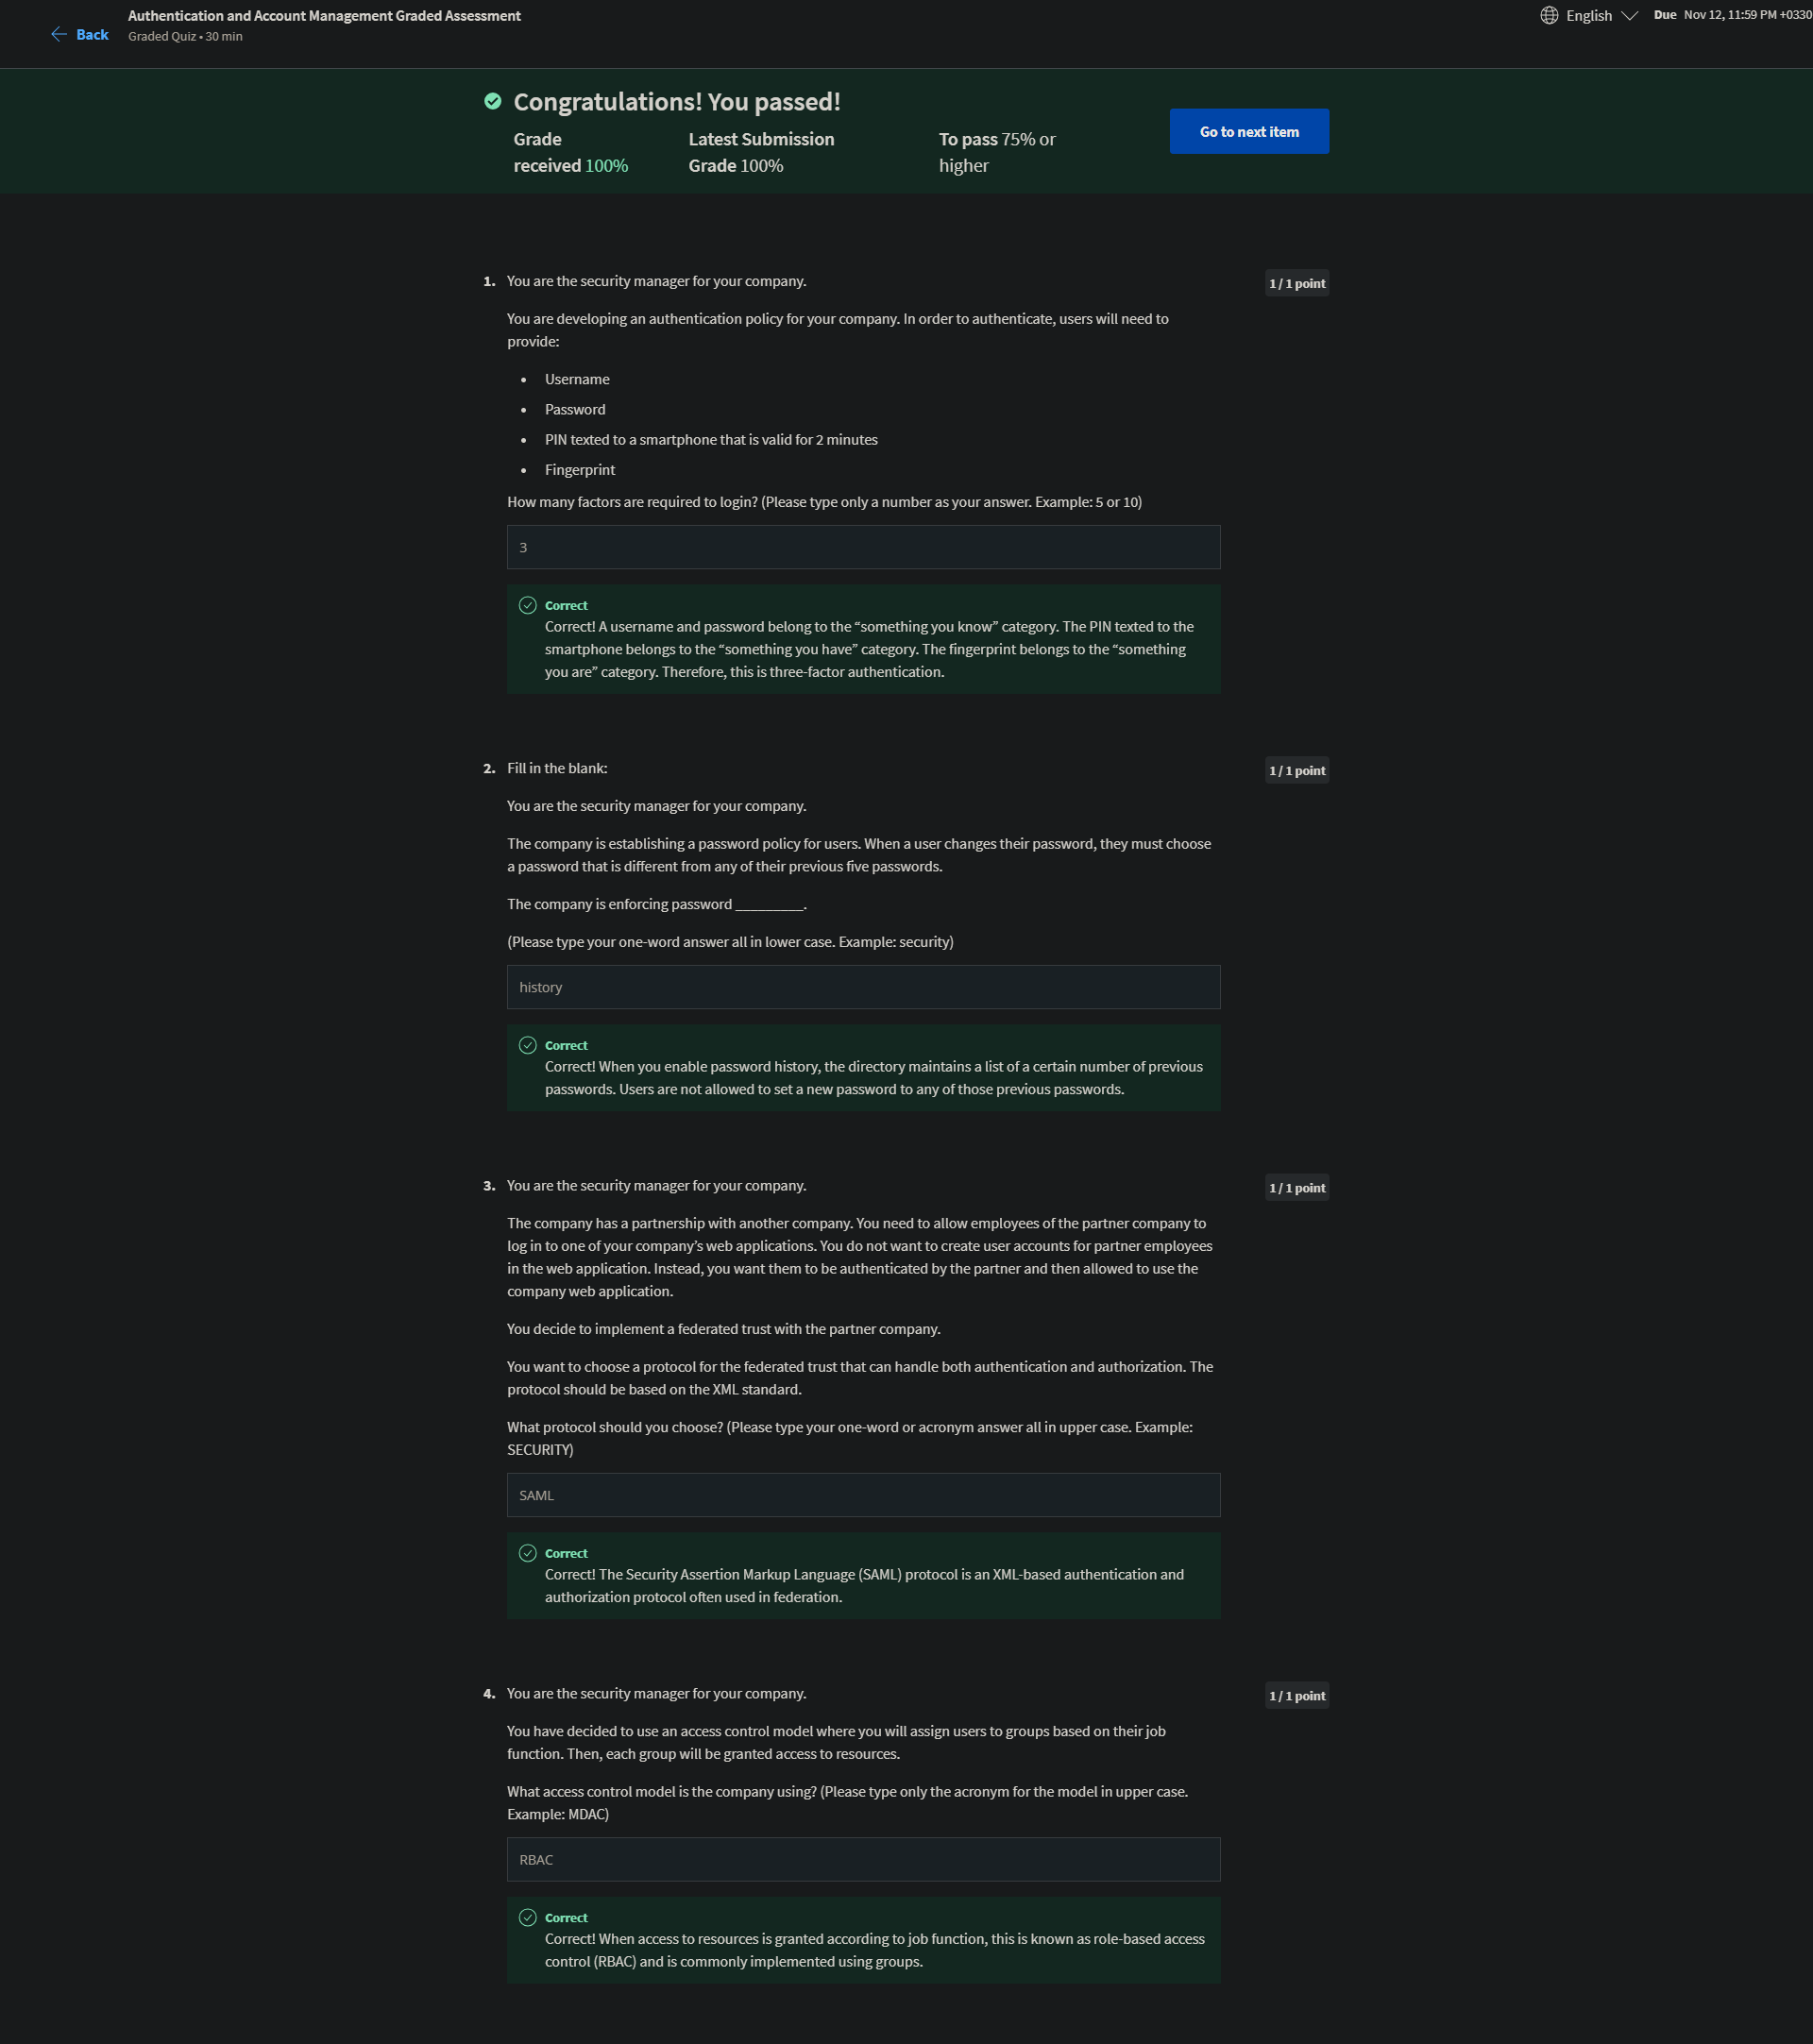 Back
Authentication and Account Management Graded Assessment
Graded Quiz • 30 min
English
Due Nov 12, 11:59 PM +0330
Congratulations! You passed!
Grade
received 100%
Latest Submission
Grade 100%
To pass 75% or
higher
Go to next item
1. You are the security manager for your company.
1 / 1 point
You are developing an authentication policy for your company. In order to authenticate, users will need to
provide:
• Username
• Password
• PIN texted to a smartphone that is valid for 2 minutes
• Fingerprint
How many factors are required to login? (Please type only a number as your answer. Example: 5 or 10)
3
Correct
Correct! A username and password belong to the “something you know” category. The PIN texted to the
smartphone belongs to the “something you have” category. The fingerprint belongs to the “something
you are” category. Therefore, this is three-factor authentication.
2. Fill in the blank:
1 / 1 point
You are the security manager for your company.
The company is establishing a password policy for users. When a user changes their password, they must choose
a password that is different from any of their previous five passwords.
The company is enforcing password _________.
(Please type your one-word answer all in lower case. Example: security)
history
Correct
Correct! When you enable password history, the directory maintains a list of a certain number of previous
passwords. Users are not allowed to set a new password to any of those previous passwords.
3. You are the security manager for your company.
1 / 1 point
The company has a partnership with another company. You need to allow employees of the partner company to
log in to one of your company’s web applications. You do not want to create user accounts for partner employees
in the web application. Instead, you want them to be authenticated by the partner and then allowed to use the
company web application.
You decide to implement a federated trust with the partner company.
You want to choose a protocol for the federated trust that can handle both authentication and authorization. The
protocol should be based on the XML standard.
What protocol should you choose? (Please type your one-word or acronym answer all in upper case. Example:
SECURITY)
SAML
Correct
Correct! The Security Assertion Markup Language (SAML) protocol is an XML-based authentication and
authorization protocol often used in federation.
4. You are the security manager for your company.
1 / 1 point
You have decided to use an access control model where you will assign users to groups based on their job
function. Then, each group will be granted access to resources.
What access control model is the company using? (Please type only the acronym for the model in upper case.
Example: MDAC)
RBAC
Correct
Correct! When access to resources is granted according to job function, this is known as role-based access
control (RBAC) and is commonly implemented using groups.